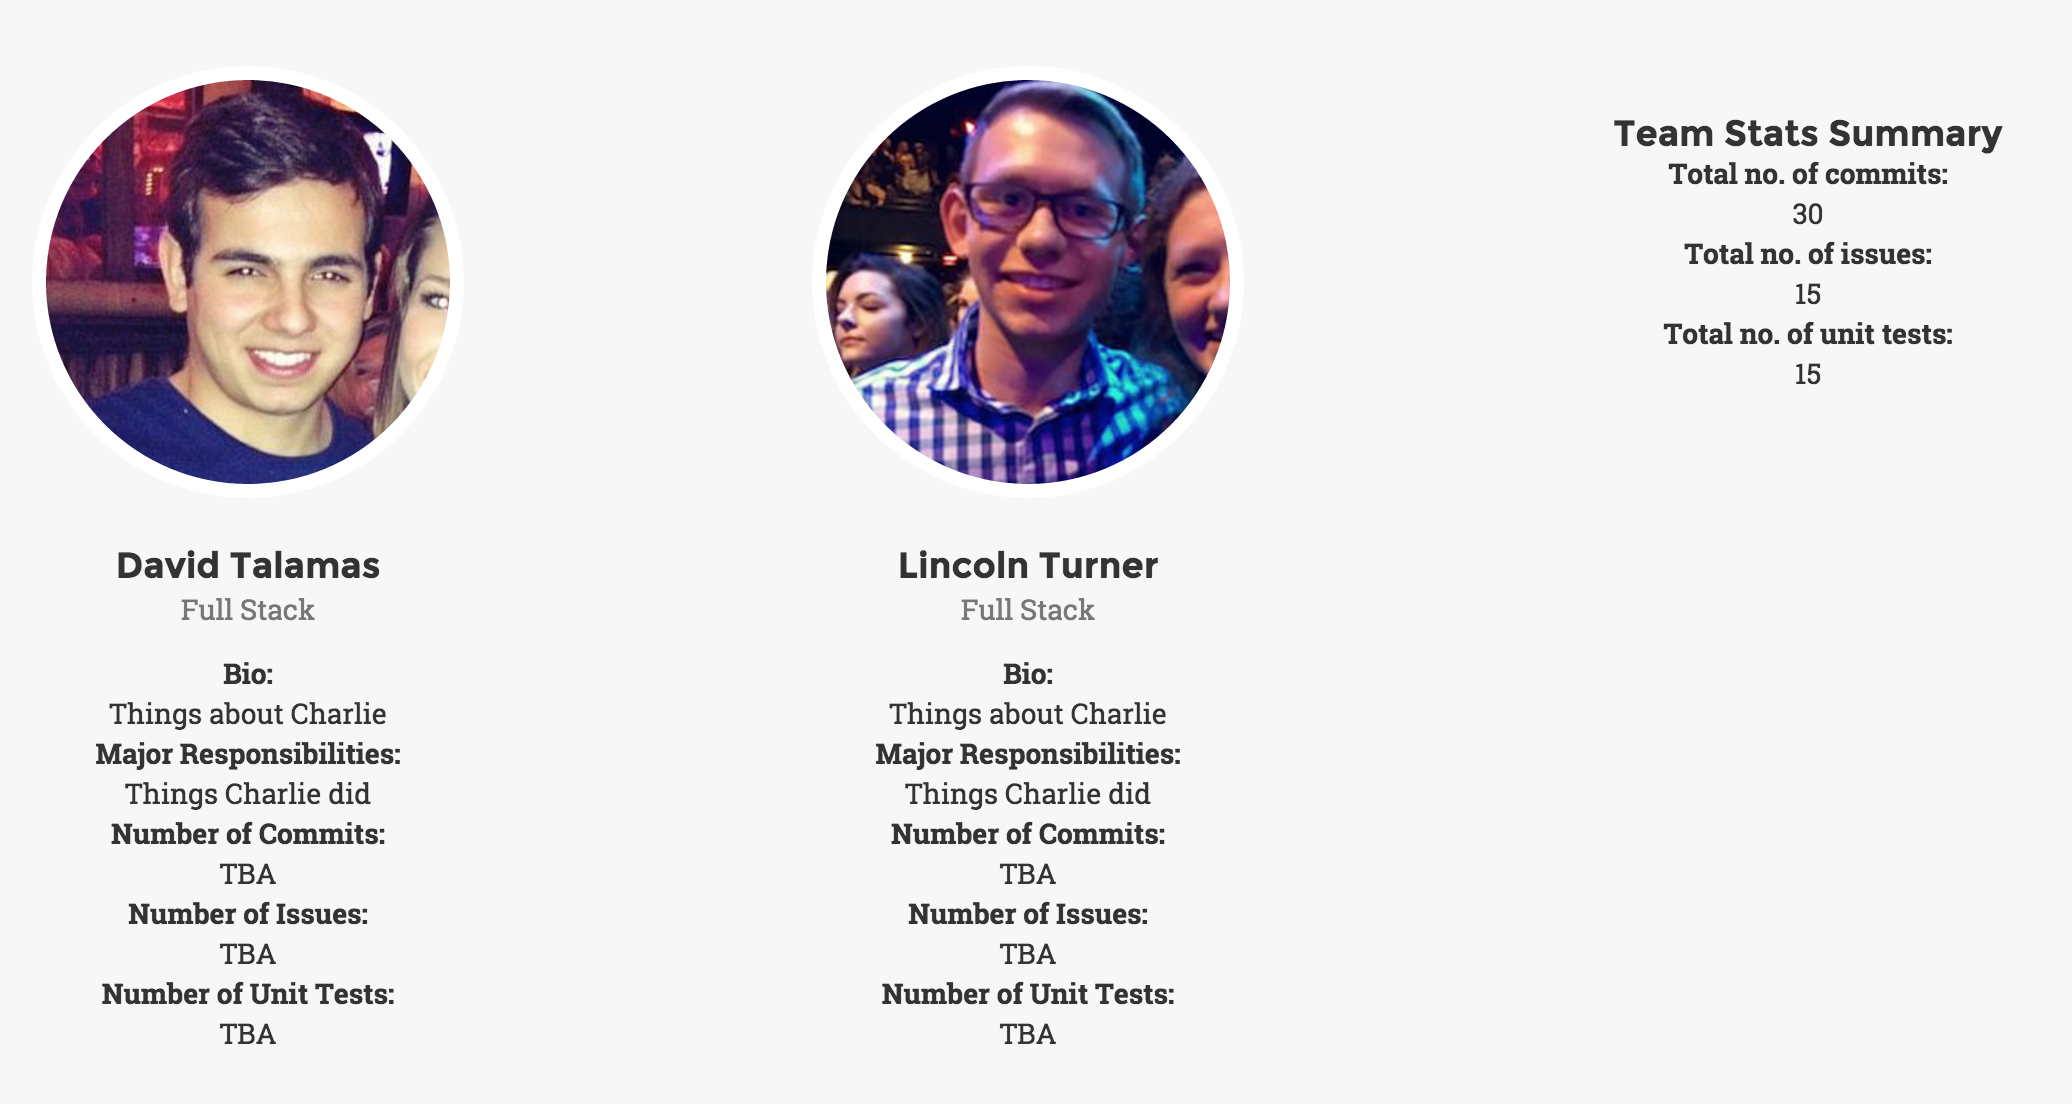 David Talamas
Full Stack
Bio:
Things about Charlie
Major Responsibilities:
Things Charlie did
Number of Commits:
TBA
Number of Issues:
TBA
Number of Unit Tests:
TBA
Lincoln Turner
Full Stack
Bio:
Things about Charlie
Major Responsibilities:
Things Charlie did
Number of Commits:
TBA
Number of Issues:
TBA
Number of Unit Tests:
TBA
Team Stats Summary
Total no. of commits:
30
Total no. of issues:
15
Total no. of unit tests:
15